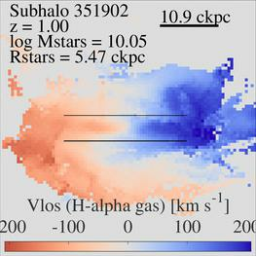 Subhalo 351902
10.9 ckpc
z = 1.00
log Mstars = 10.05
Rstars = 5.47 ckpc
Vlos (H-alpha gas) [km s⁻¹]
200 -100 0 100 200